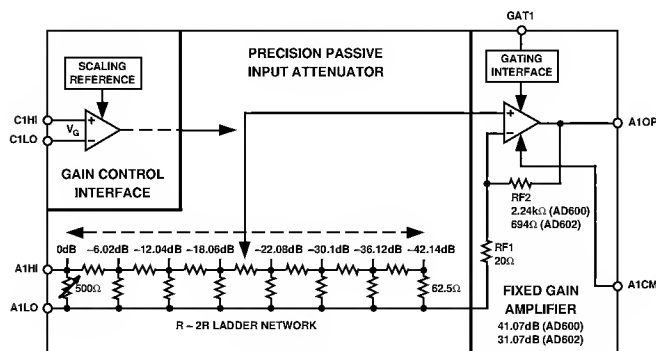 GAT1
PRECISION PASSIVE
INPUT ATTENUATOR
SCALING
REFERENCE
GATING
INTERFACE
C1HI
C1LO
VG
+
−
+
−
A1OP
GAIN CONTROL
INTERFACE
RF2
2.24kΩ (AD600)
694Ω (AD602)
0dB
−6.02dB
−12.04dB
−18.06dB
−22.08dB
−30.1dB
−36.12dB
−42.14dB
RF1
20Ω
A1HI
500Ω
62.5Ω
A1CM
A1LO
R − 2R LADDER NETWORK
FIXED GAIN
AMPLIFIER
41.07dB (AD600)
31.07dB (AD602)